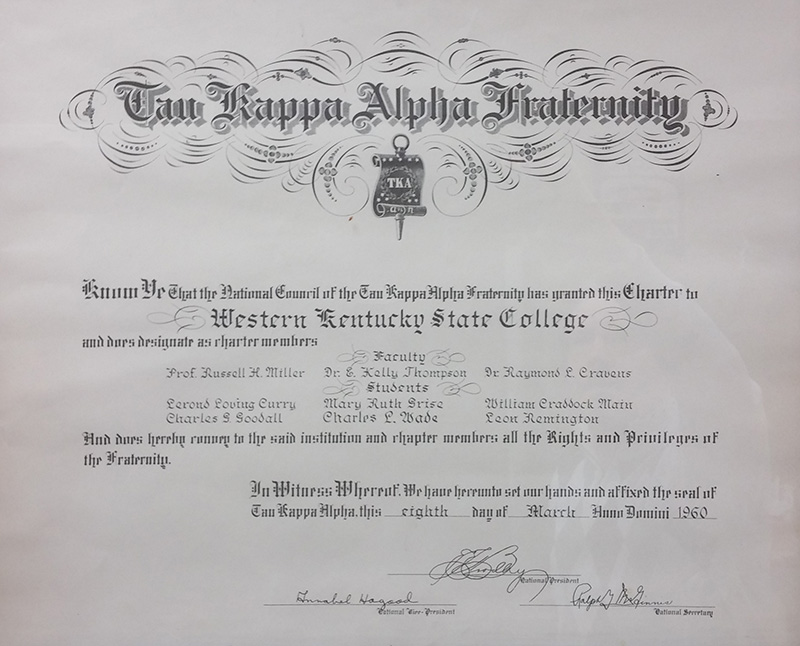 Tau Kappa Alpha Fraternity
TKA
Know Ye That the National Council of the Tau Kappa Alpha Fraternity has granted this Charter to
Western Kentucky State College
and does designate as charter members
Faculty
Prof. Russell H. Miller Dr. E. Kelly Thompson Dr. Raymond L. Cravens
Students
Lerond Loving Curry Mary Ruth Grise William Craddock Main
Charles G Goodall Charles L. Wade Leon Remington
And does hereby convey to the said institution and chapter members all the Rights and Privileges of
the Fraternity.
In Witness Whereof, We have hereunto set our hands and affixed the seal of
Tau Kappa Alpha, this eighth day of March Anno Domini 1960
National President
Annabel Hagood Ralph Y McGinnis
National Vice-President National Secretary